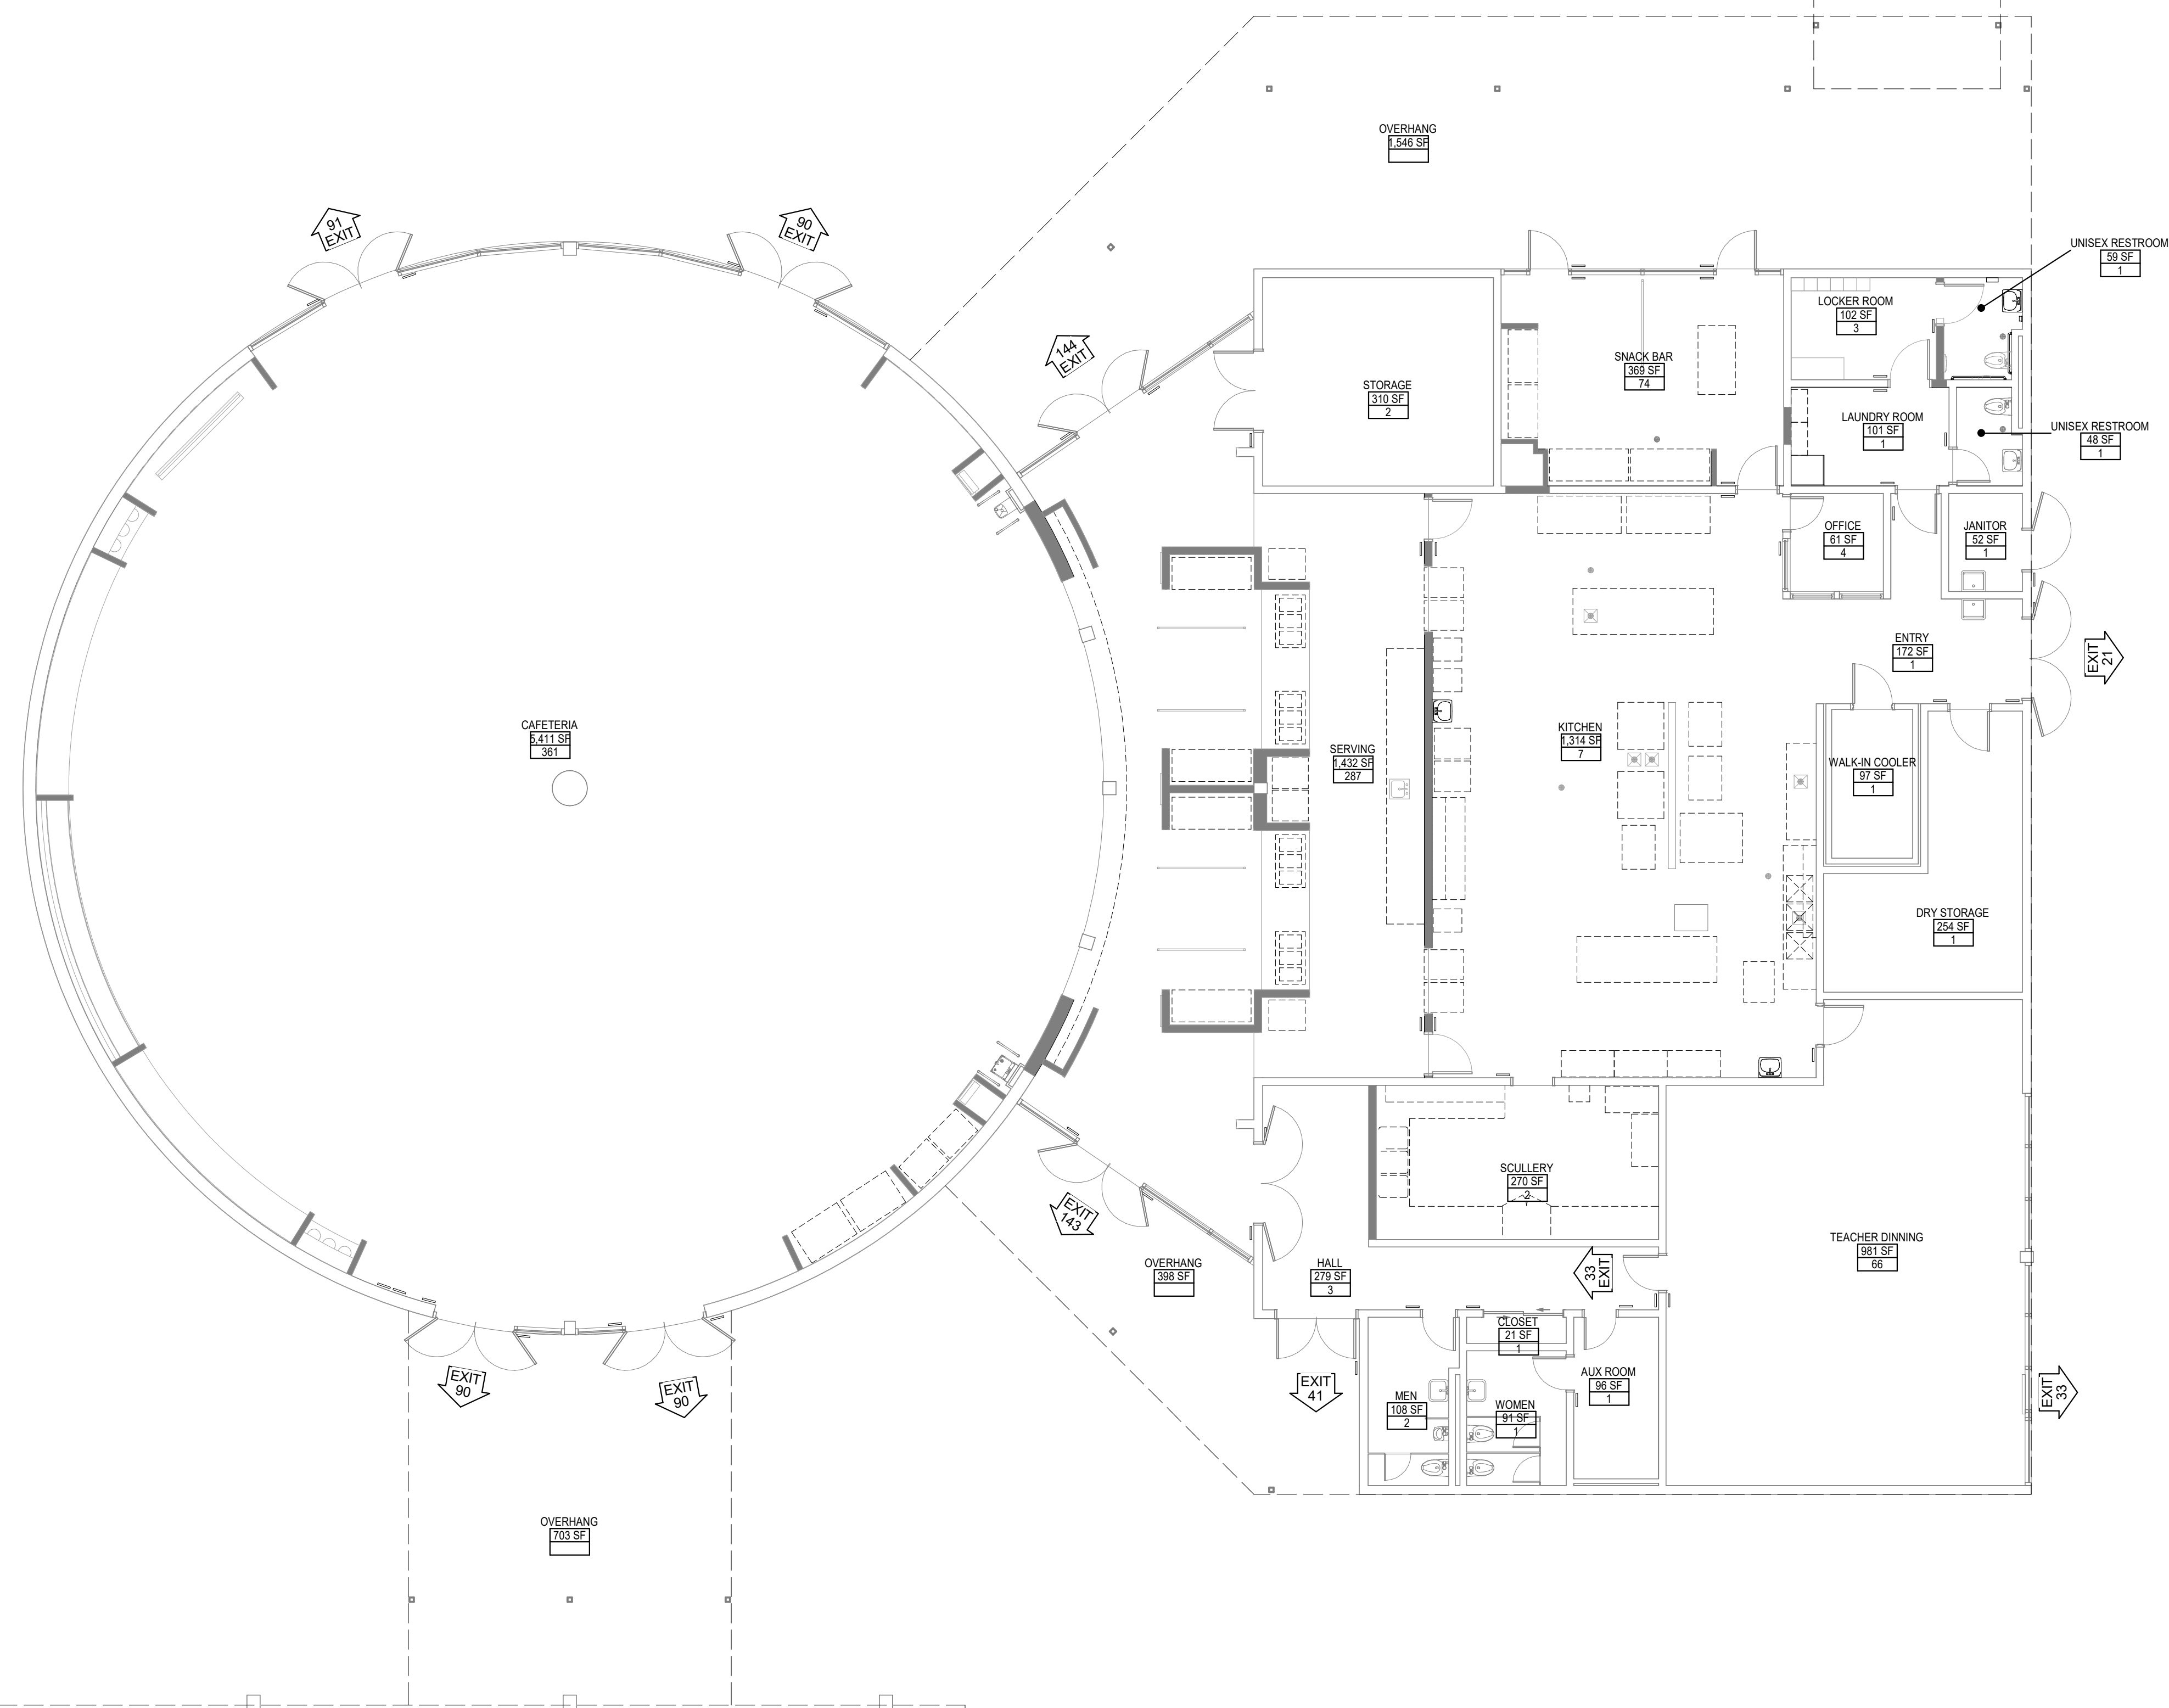 OVERHANG
1,546 SF
91
EXIT
90
EXIT
UNISEX RESTROOM
59 SF
1
LOCKER ROOM
102 SF
3
144
EXIT
SNACK BAR
369 SF
74
STORAGE
310 SF
2
LAUNDRY ROOM
101 SF
1
UNISEX RESTROOM
48 SF
1
OFFICE
61 SF
4
JANITOR
52 SF
1
ENTRY
172 SF
1
EXIT
21
CAFETERIA
5,411 SF
361
KITCHEN
1,314 SF
7
SERVING
1,432 SF
287
WALK-IN COOLER
97 SF
1
DRY STORAGE
254 SF
1
SCULLERY
270 SF
2
EXIT
143
TEACHER DINNING
981 SF
66
OVERHANG
398 SF
HALL
279 SF
3
33
EXIT
CLOSET
21 SF
1
AUX ROOM
96 SF
1
EXIT
90
EXIT
90
EXIT
41
MEN
108 SF
2
WOMEN
91 SF
1
EXIT
33
OVERHANG
703 SF